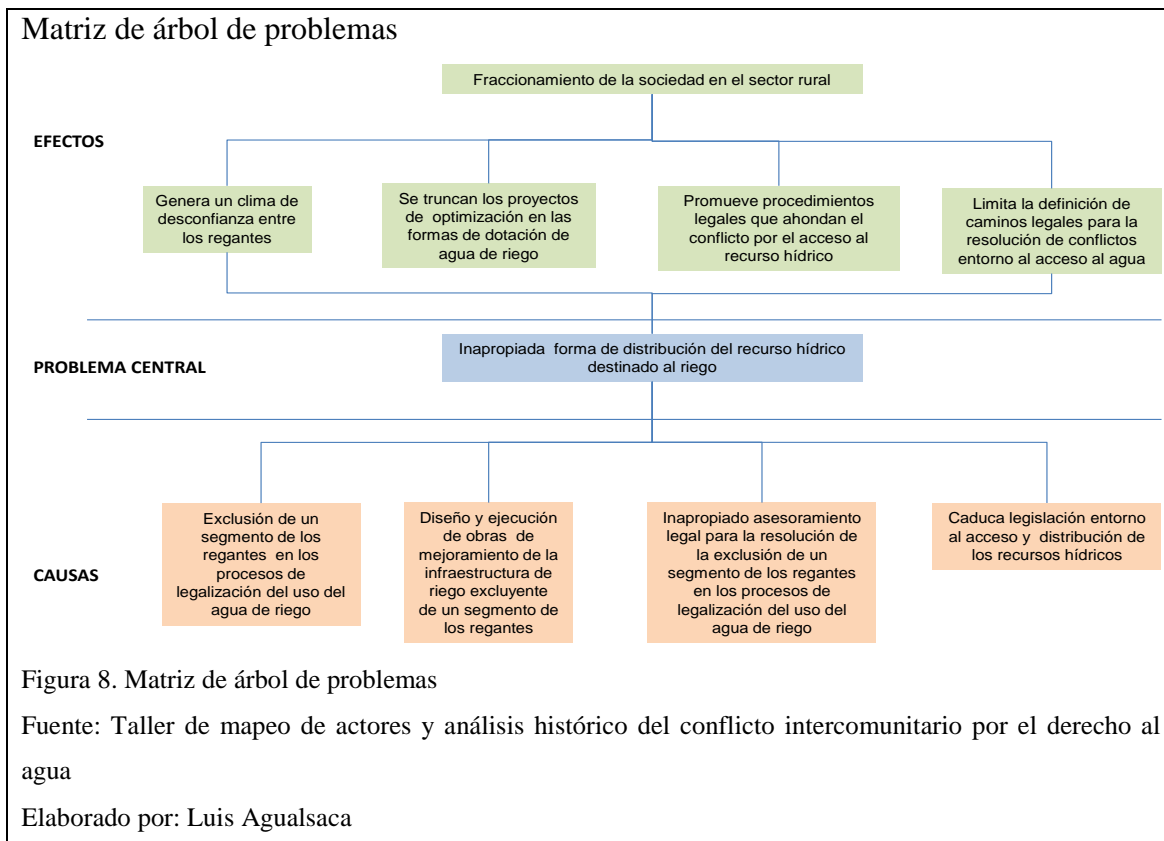 Matriz de árbol de problemas
Fraccionamiento de la sociedad en el sector rural
EFECTOS
Genera un clima de
desconfianza entre
los regantes
Se truncan los proyectos
de optimización en las
formas de dotación de
agua de riego
Promueve procedimientos
legales que ahondan el
conflicto por el acceso al
recurso hídrico
Limita la definición de
caminos legales para la
resolución de conflictos
entorno al acceso al agua
PROBLEMA CENTRAL
Inapropiada forma de distribución del recurso hídrico
destinado al riego
CAUSAS
Exclusión de un
segmento de los
regantes en los
procesos de
legalización del uso del
agua de riego
Diseño y ejecución
de obras de
mejoramiento de la
infraestructura de
riego excluyente
de un segmento de
los regantes
Inapropiado asesoramiento
legal para la resolución de
la exclusión de un
segmento de los regantes
en los procesos de
legalización del uso del
agua de riego
Caduca legislación entorno
al acceso y distribución de
los recursos hídricos
Figura 8. Matriz de árbol de problemas
Fuente: Taller de mapeo de actores y análisis histórico del conflicto intercomunitario por el derecho al
agua
Elaborado por: Luis Agualsaca